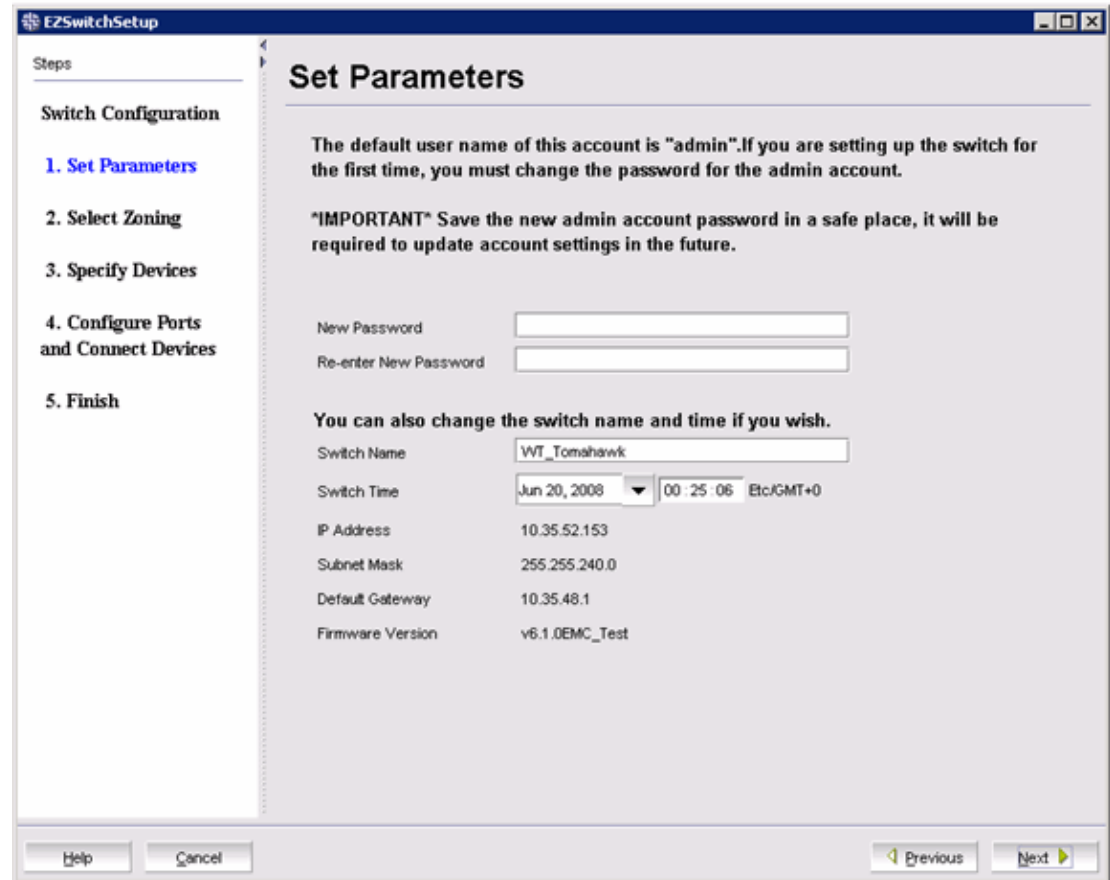 EZSwitchSetup
Steps
Switch Configuration
1. Set Parameters
2. Select Zoning
3. Specify Devices
4. Configure Ports
and Connect Devices
5. Finish
Set Parameters
The default user name of this account is "admin".If you are setting up the switch for
the first time, you must change the password for the admin account.
*IMPORTANT* Save the new admin account password in a safe place, it will be
required to update account settings in the future.
New Password
Re-enter New Password
You can also change the switch name and time if you wish.
Switch Name WT_Tomahawk
Switch Time Jun 20, 2008 00:25:06 Etc/GMT+0
IP Address 10.35.52.153
Subnet Mask 255.255.240.0
Default Gateway 10.35.48.1
Firmware Version v6.1.0EMC_Test
Help Cancel Previous Next